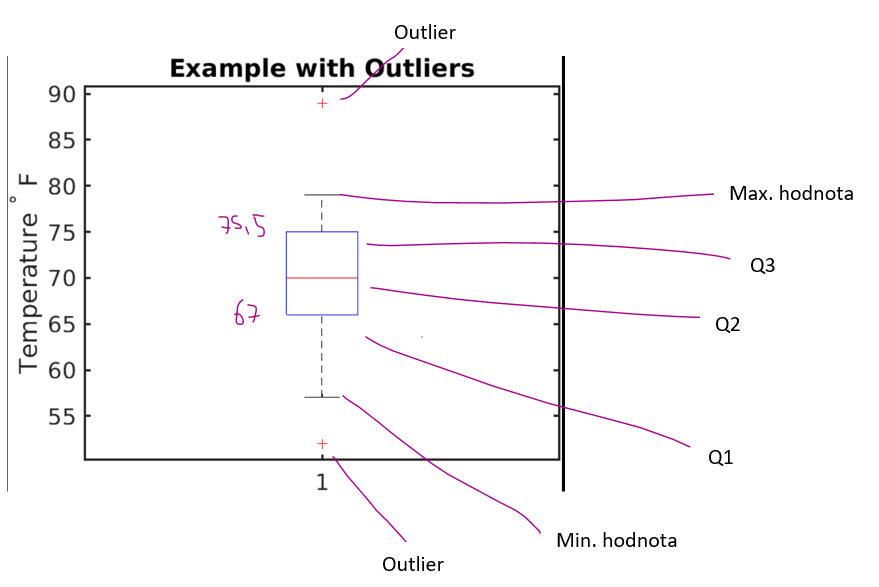 Outlier
Example with Outliers
90
85
80
75
70
65
60
55
Temperature ° F
1
75,5
67
Max. hodnota
Q3
Q2
Q1
Min. hodnota
Outlier